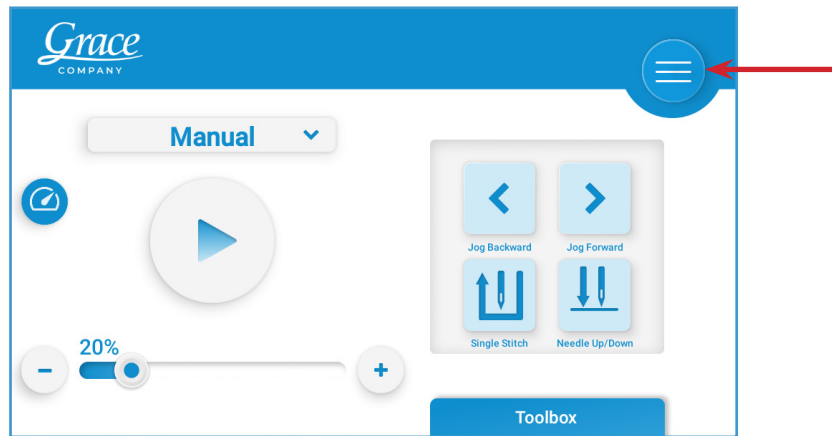 Grace
COMPANY
Manual
Jog Backward
Jog Forward
20%
Single Stitch
Needle Up/Down
Toolbox